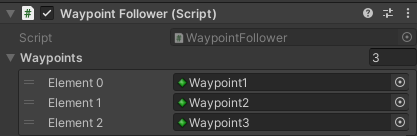 Waypoint Follower (Script)
Script WaypointFollower
Waypoints 3
Element 0 Waypoint1
Element 1 Waypoint2
Element 2 Waypoint3